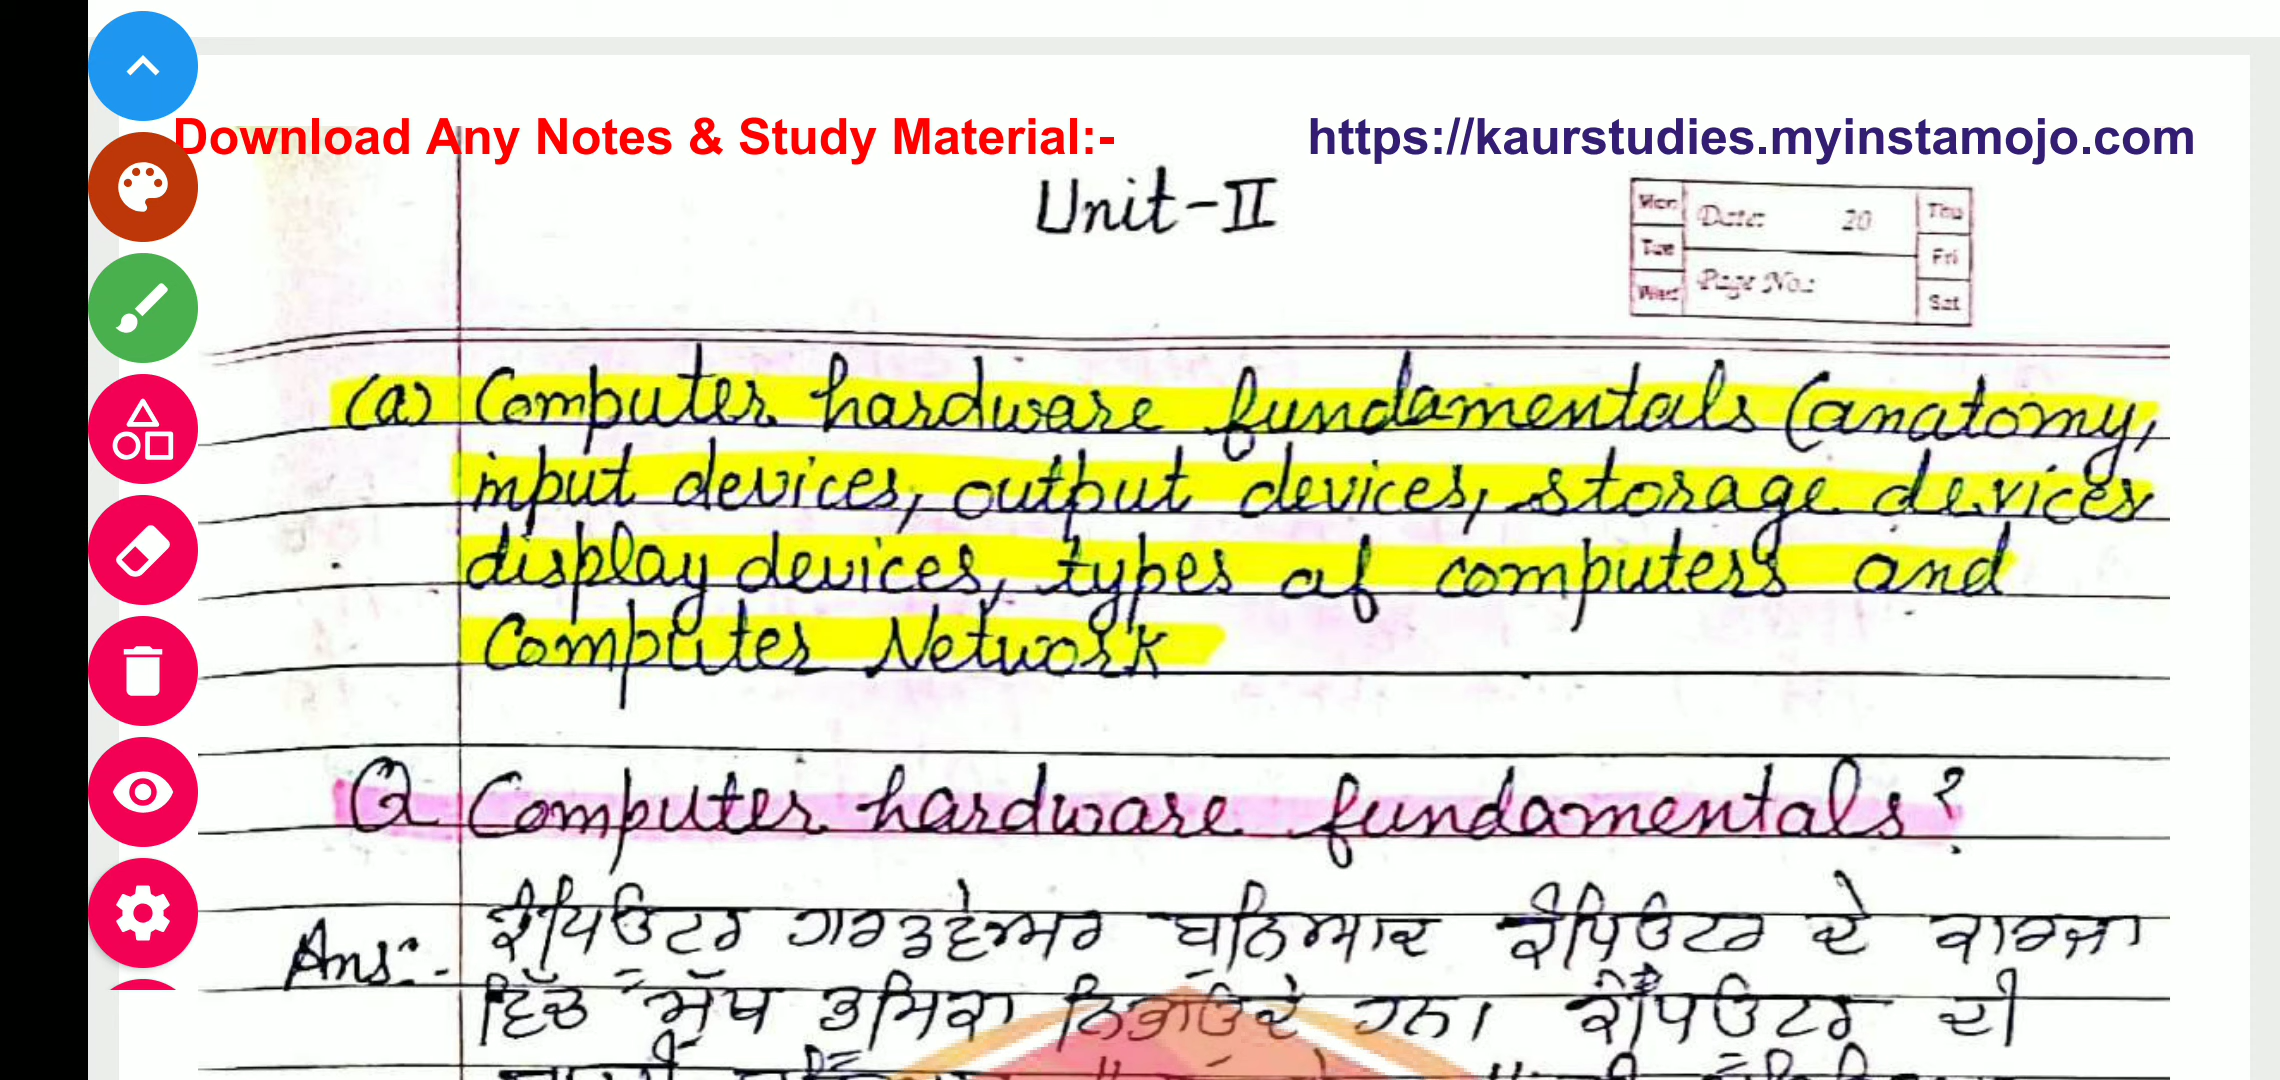 Download Any Notes & Study Material:- https://kaurstudies.myinstamojo.com
Unit-II
Mon Date: 20 Thu
Tue Fri
Wed Page No.: Sat
(a) Computer hardware fundamentals (anatomy,
input devices, output devices, storage devices
display devices, types of computers and
Computer Network
Q Computer hardware fundamentals?
Ans:- ਕੰਪਿਊਟਰ ਹਾਰਡਵੇਅਰ ਬੁਨਿਆਦ ਕੰਪਿਊਟਰ ਦੇ ਕਾਰਜਾ
ਵਿੱਚ ਮੁੱਖ ਭੂਮਿਕਾ ਨਿਭਾਉਂਦੇ ਹਨ। ਕੰਪਿਊਟਰ ਦੀ